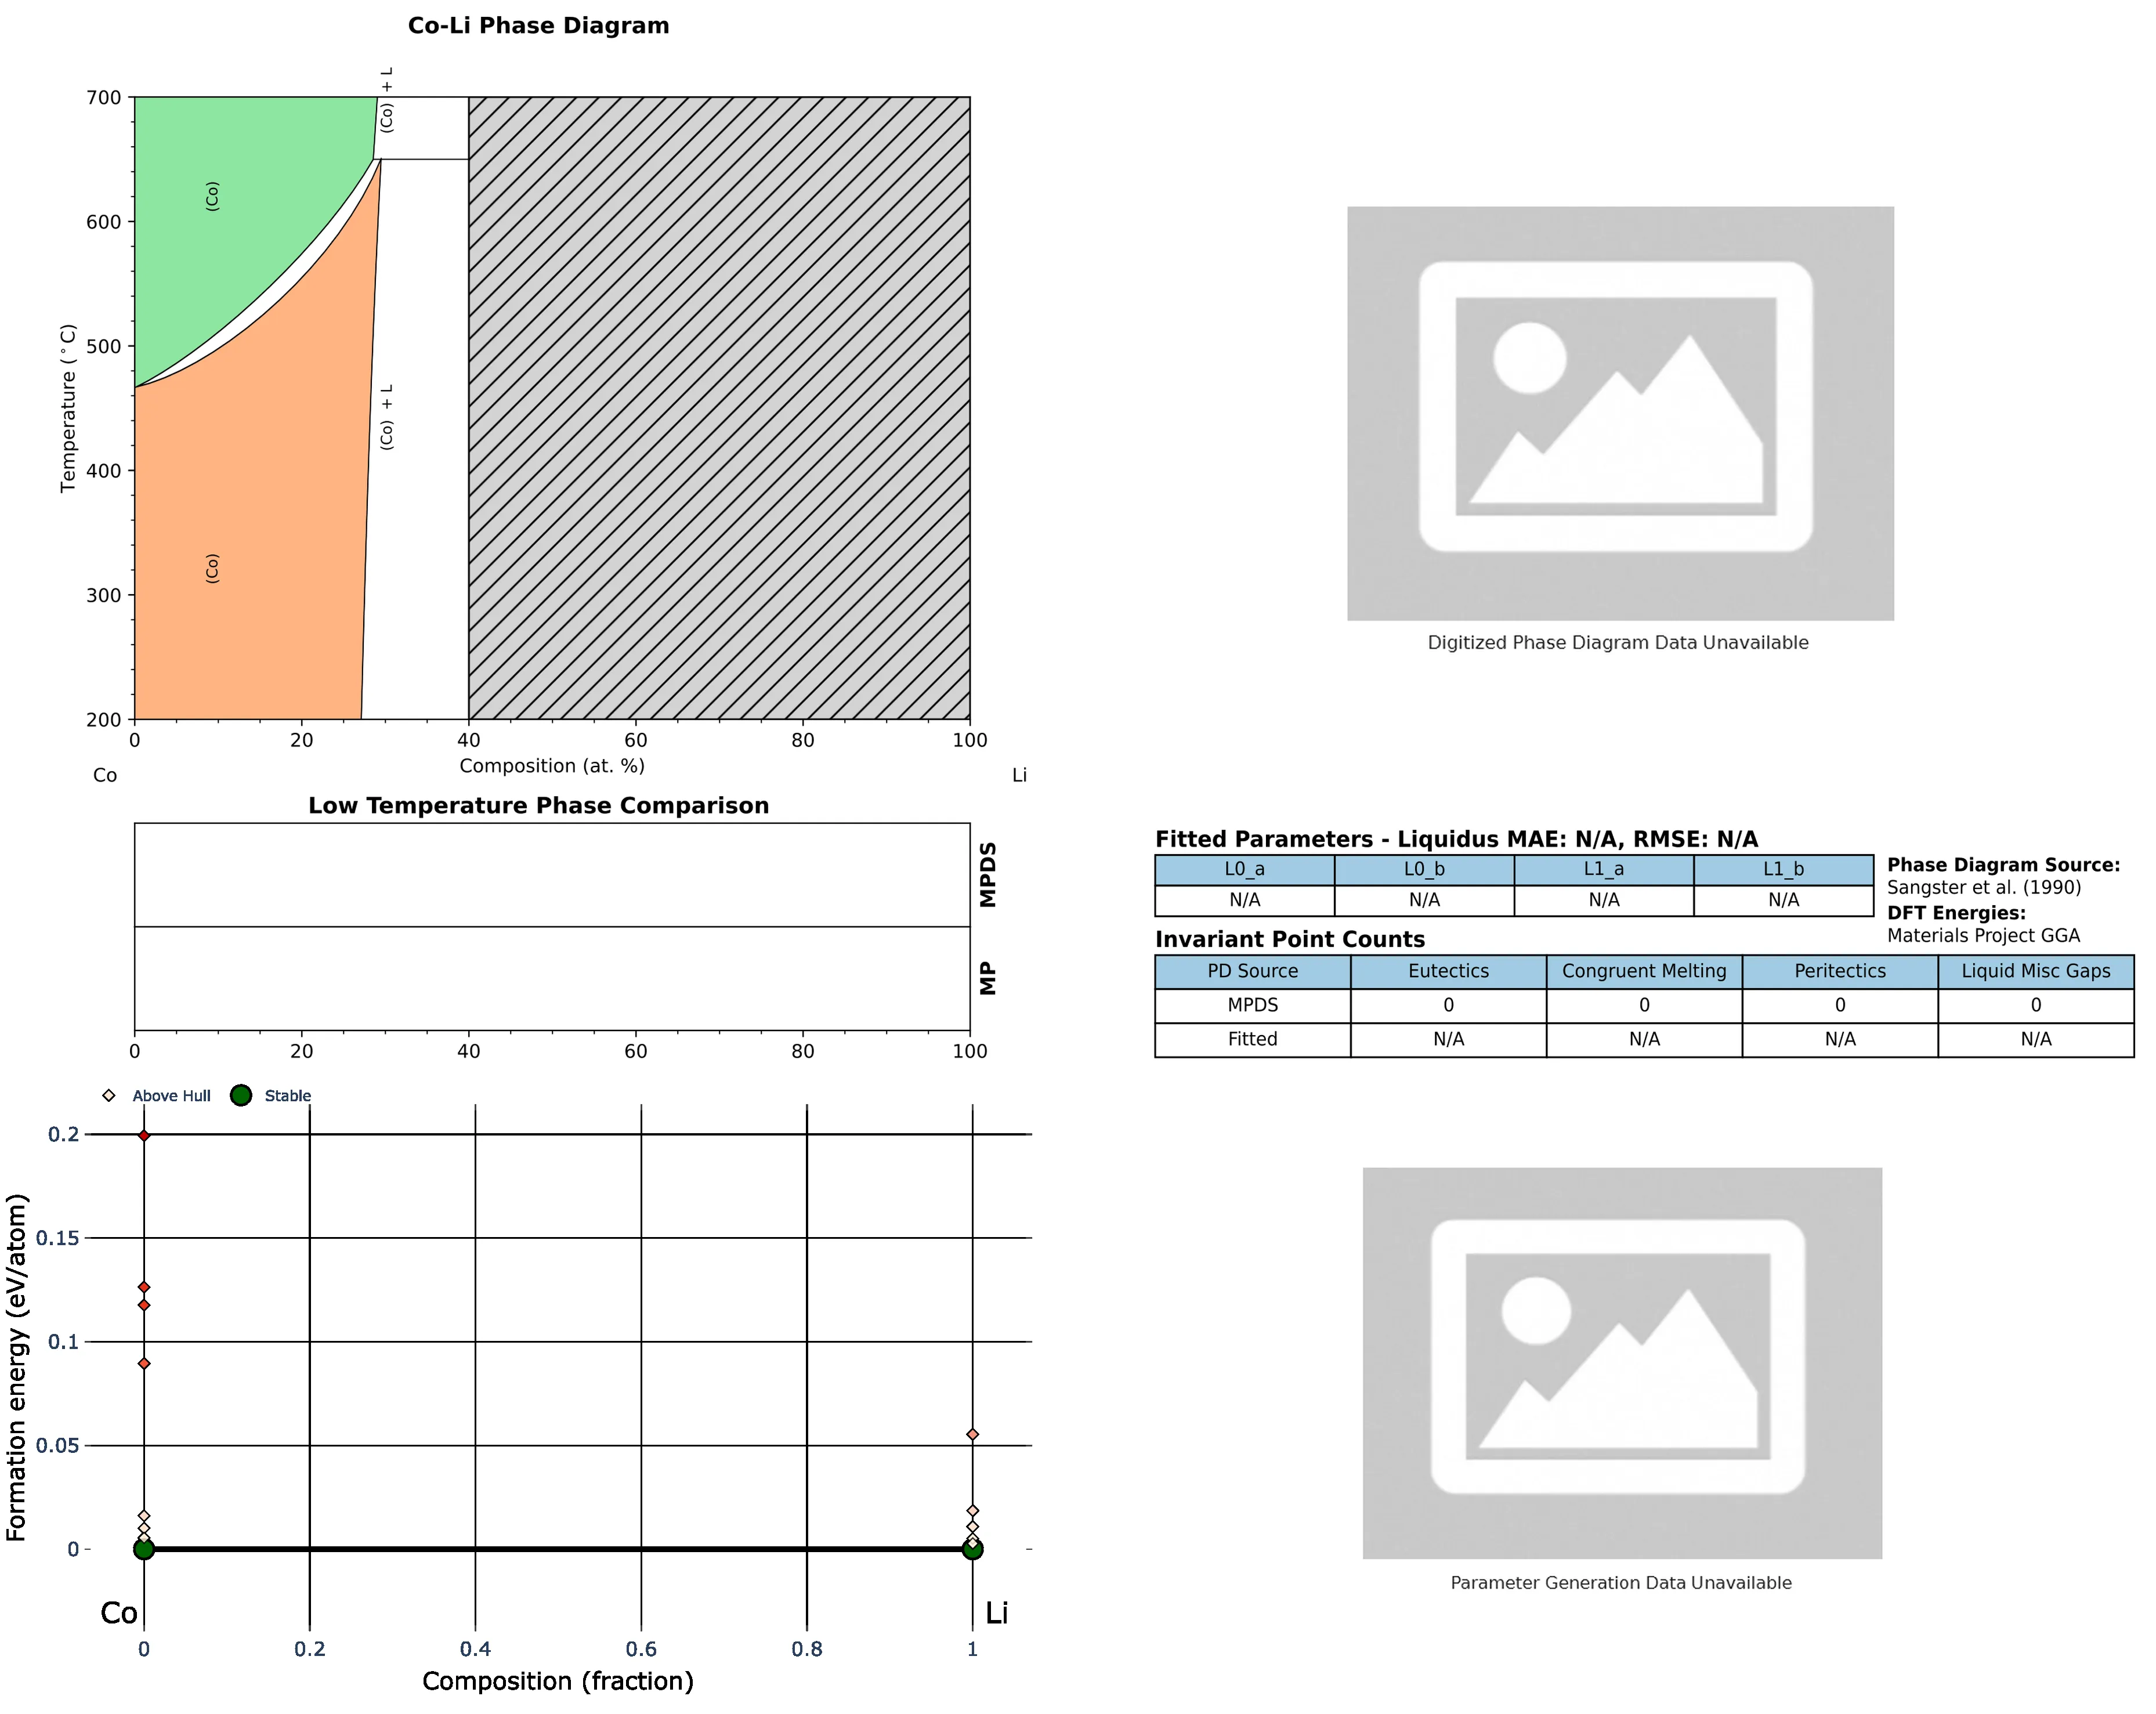 Co-Li Phase Diagram
(Co) + L
700
600
500
400
300
200
Temperature (°C)
(Co)
(Co)
(Co) + L
0 20 40 60 80 100
Composition (at. %)
Co Li
Digitized Phase Diagram Data Unavailable
Low Temperature Phase Comparison
MPDS
MP
0 20 40 60 80 100
Fitted Parameters - Liquidus MAE: N/A, RMSE: N/A
L0_a L0_b L1_a L1_b
N/A N/A N/A N/A
Phase Diagram Source:
Sangster et al. (1990)
DFT Energies:
Materials Project GGA
Invariant Point Counts
PD Source Eutectics Congruent Melting Peritectics Liquid Misc Gaps
MPDS 0 0 0 0
Fitted N/A N/A N/A N/A
Above Hull Stable
0.2
0.15
0.1
0.05
0
Formation energy (eV/atom)
Co Li
0 0.2 0.4 0.6 0.8 1
Composition (fraction)
Parameter Generation Data Unavailable